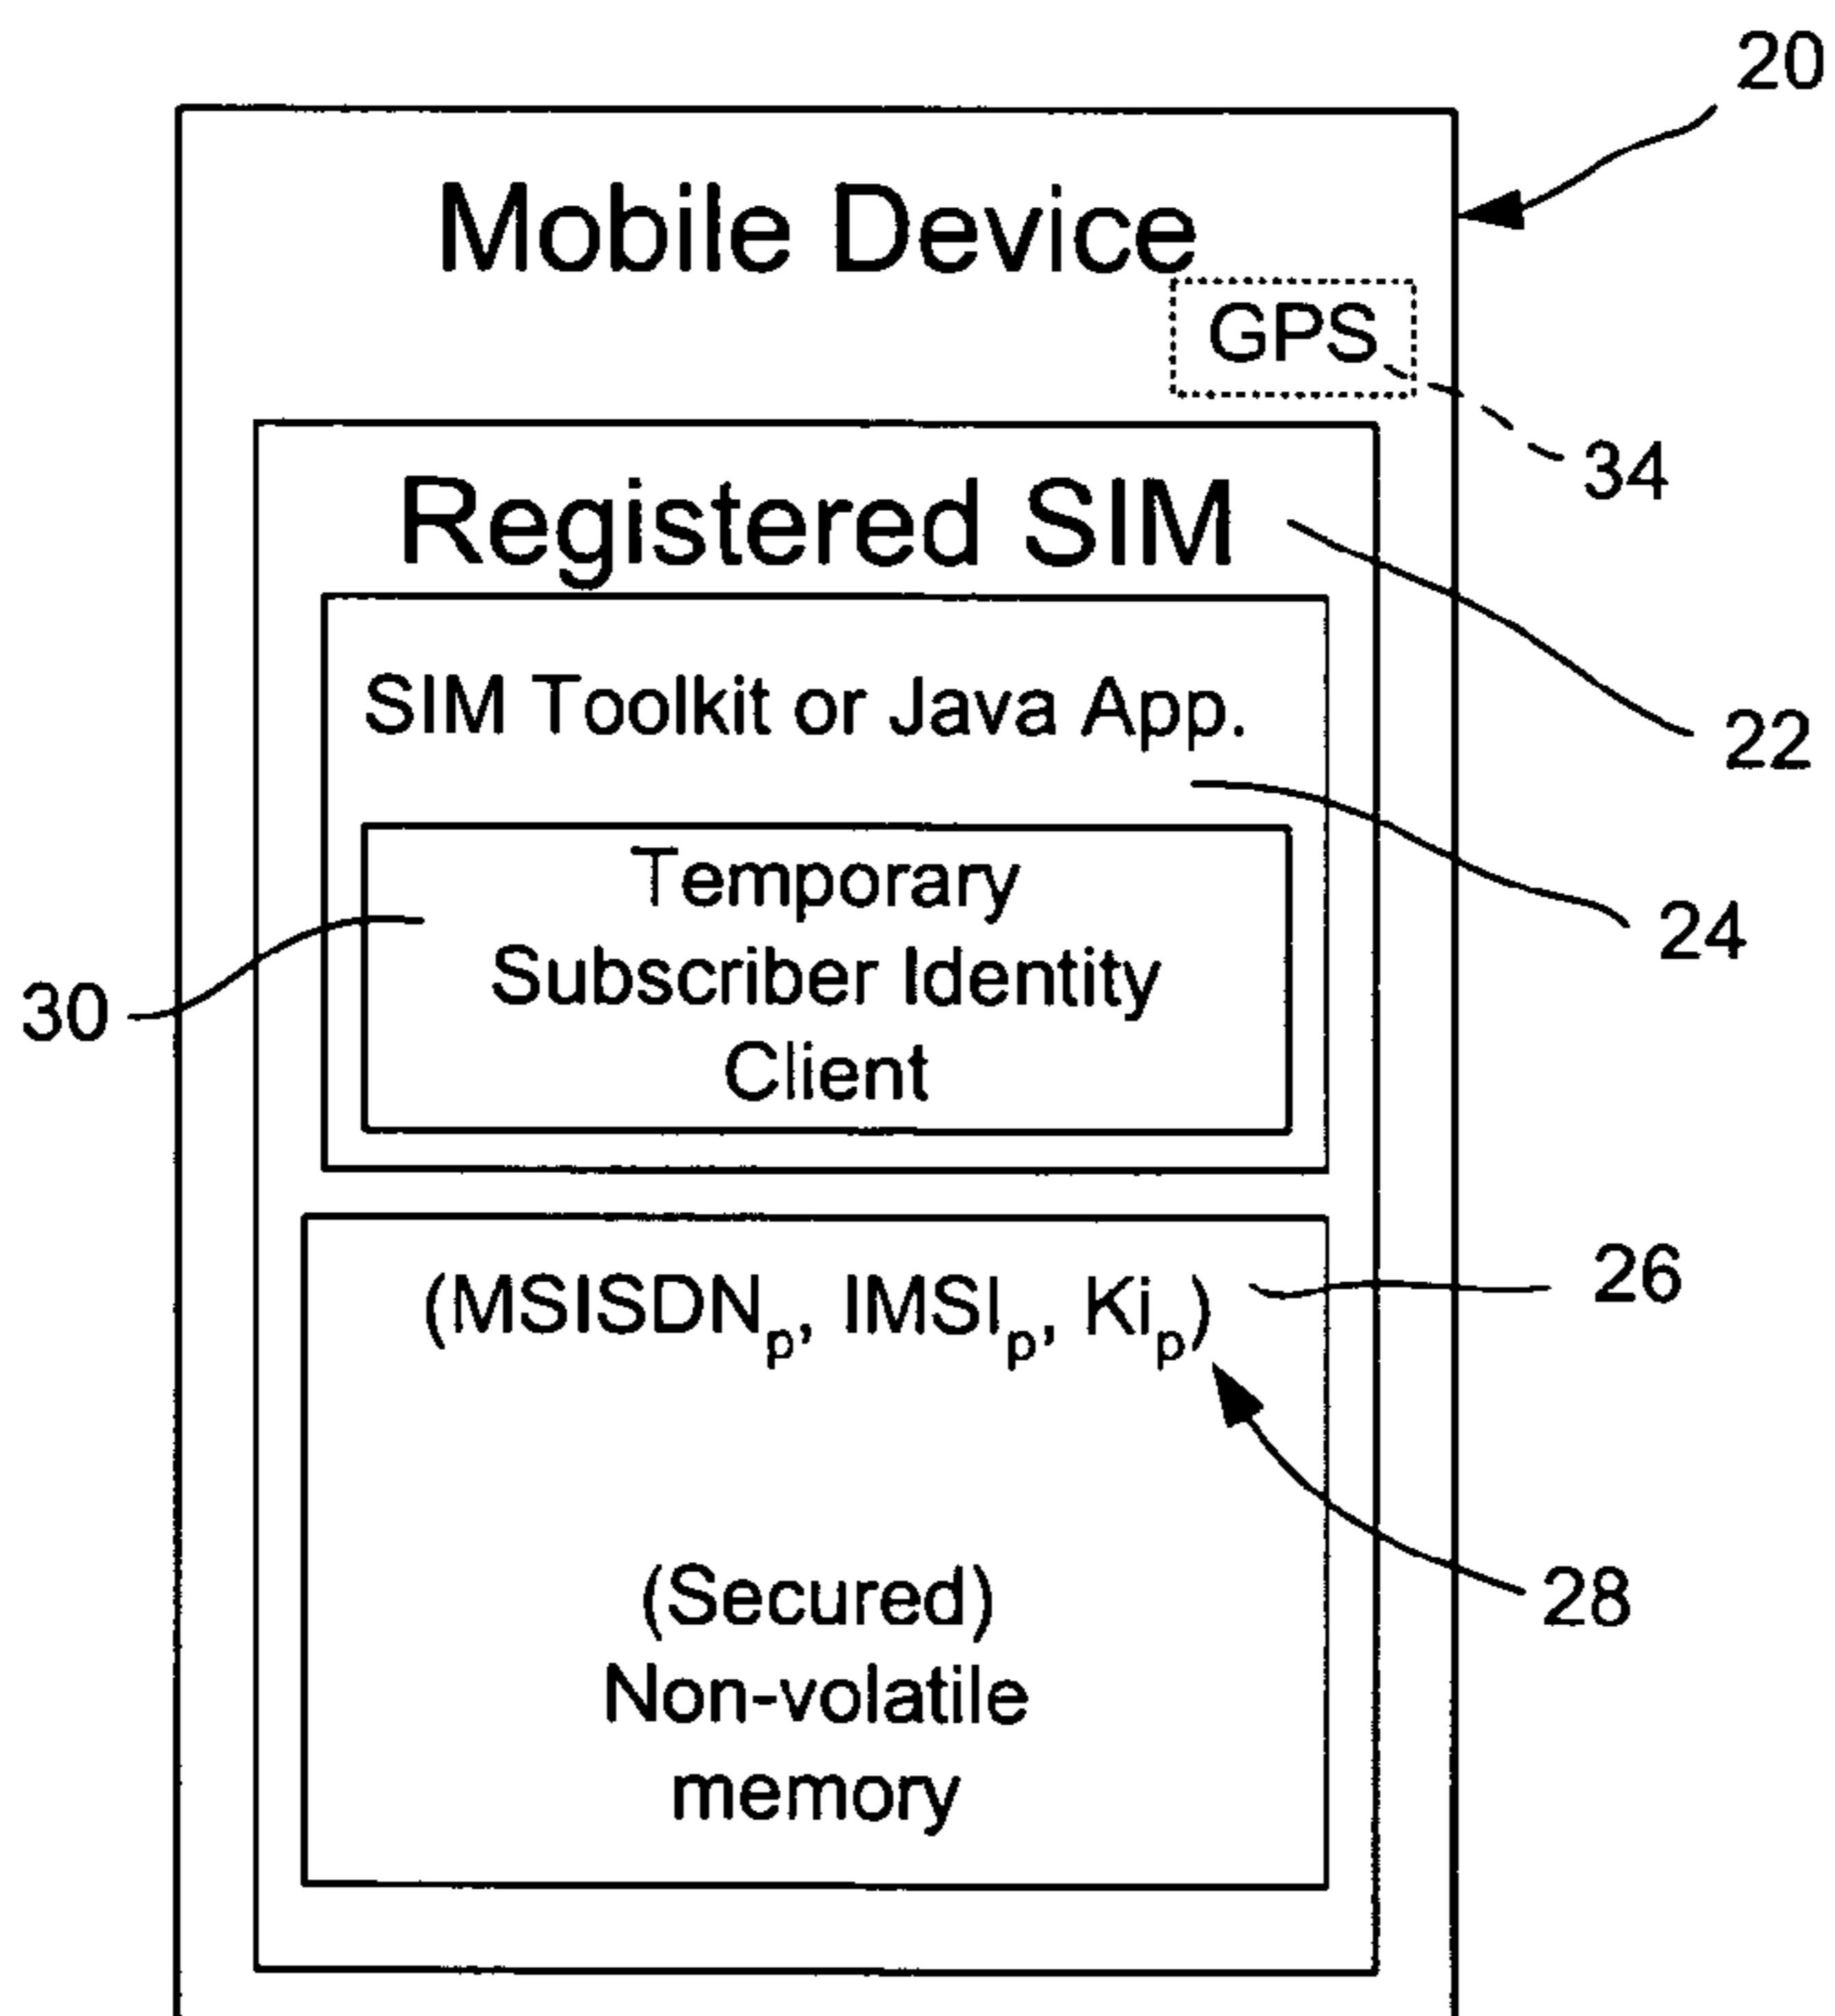 20
Mobile Device
GPS
34
Registered SIM
22
SIM Toolkit or Java App.
24
Temporary
Subscriber Identity
Client
30
(MSISDNp, IMSIp, Kip)
26
28
(Secured)
Non-volatile
memory